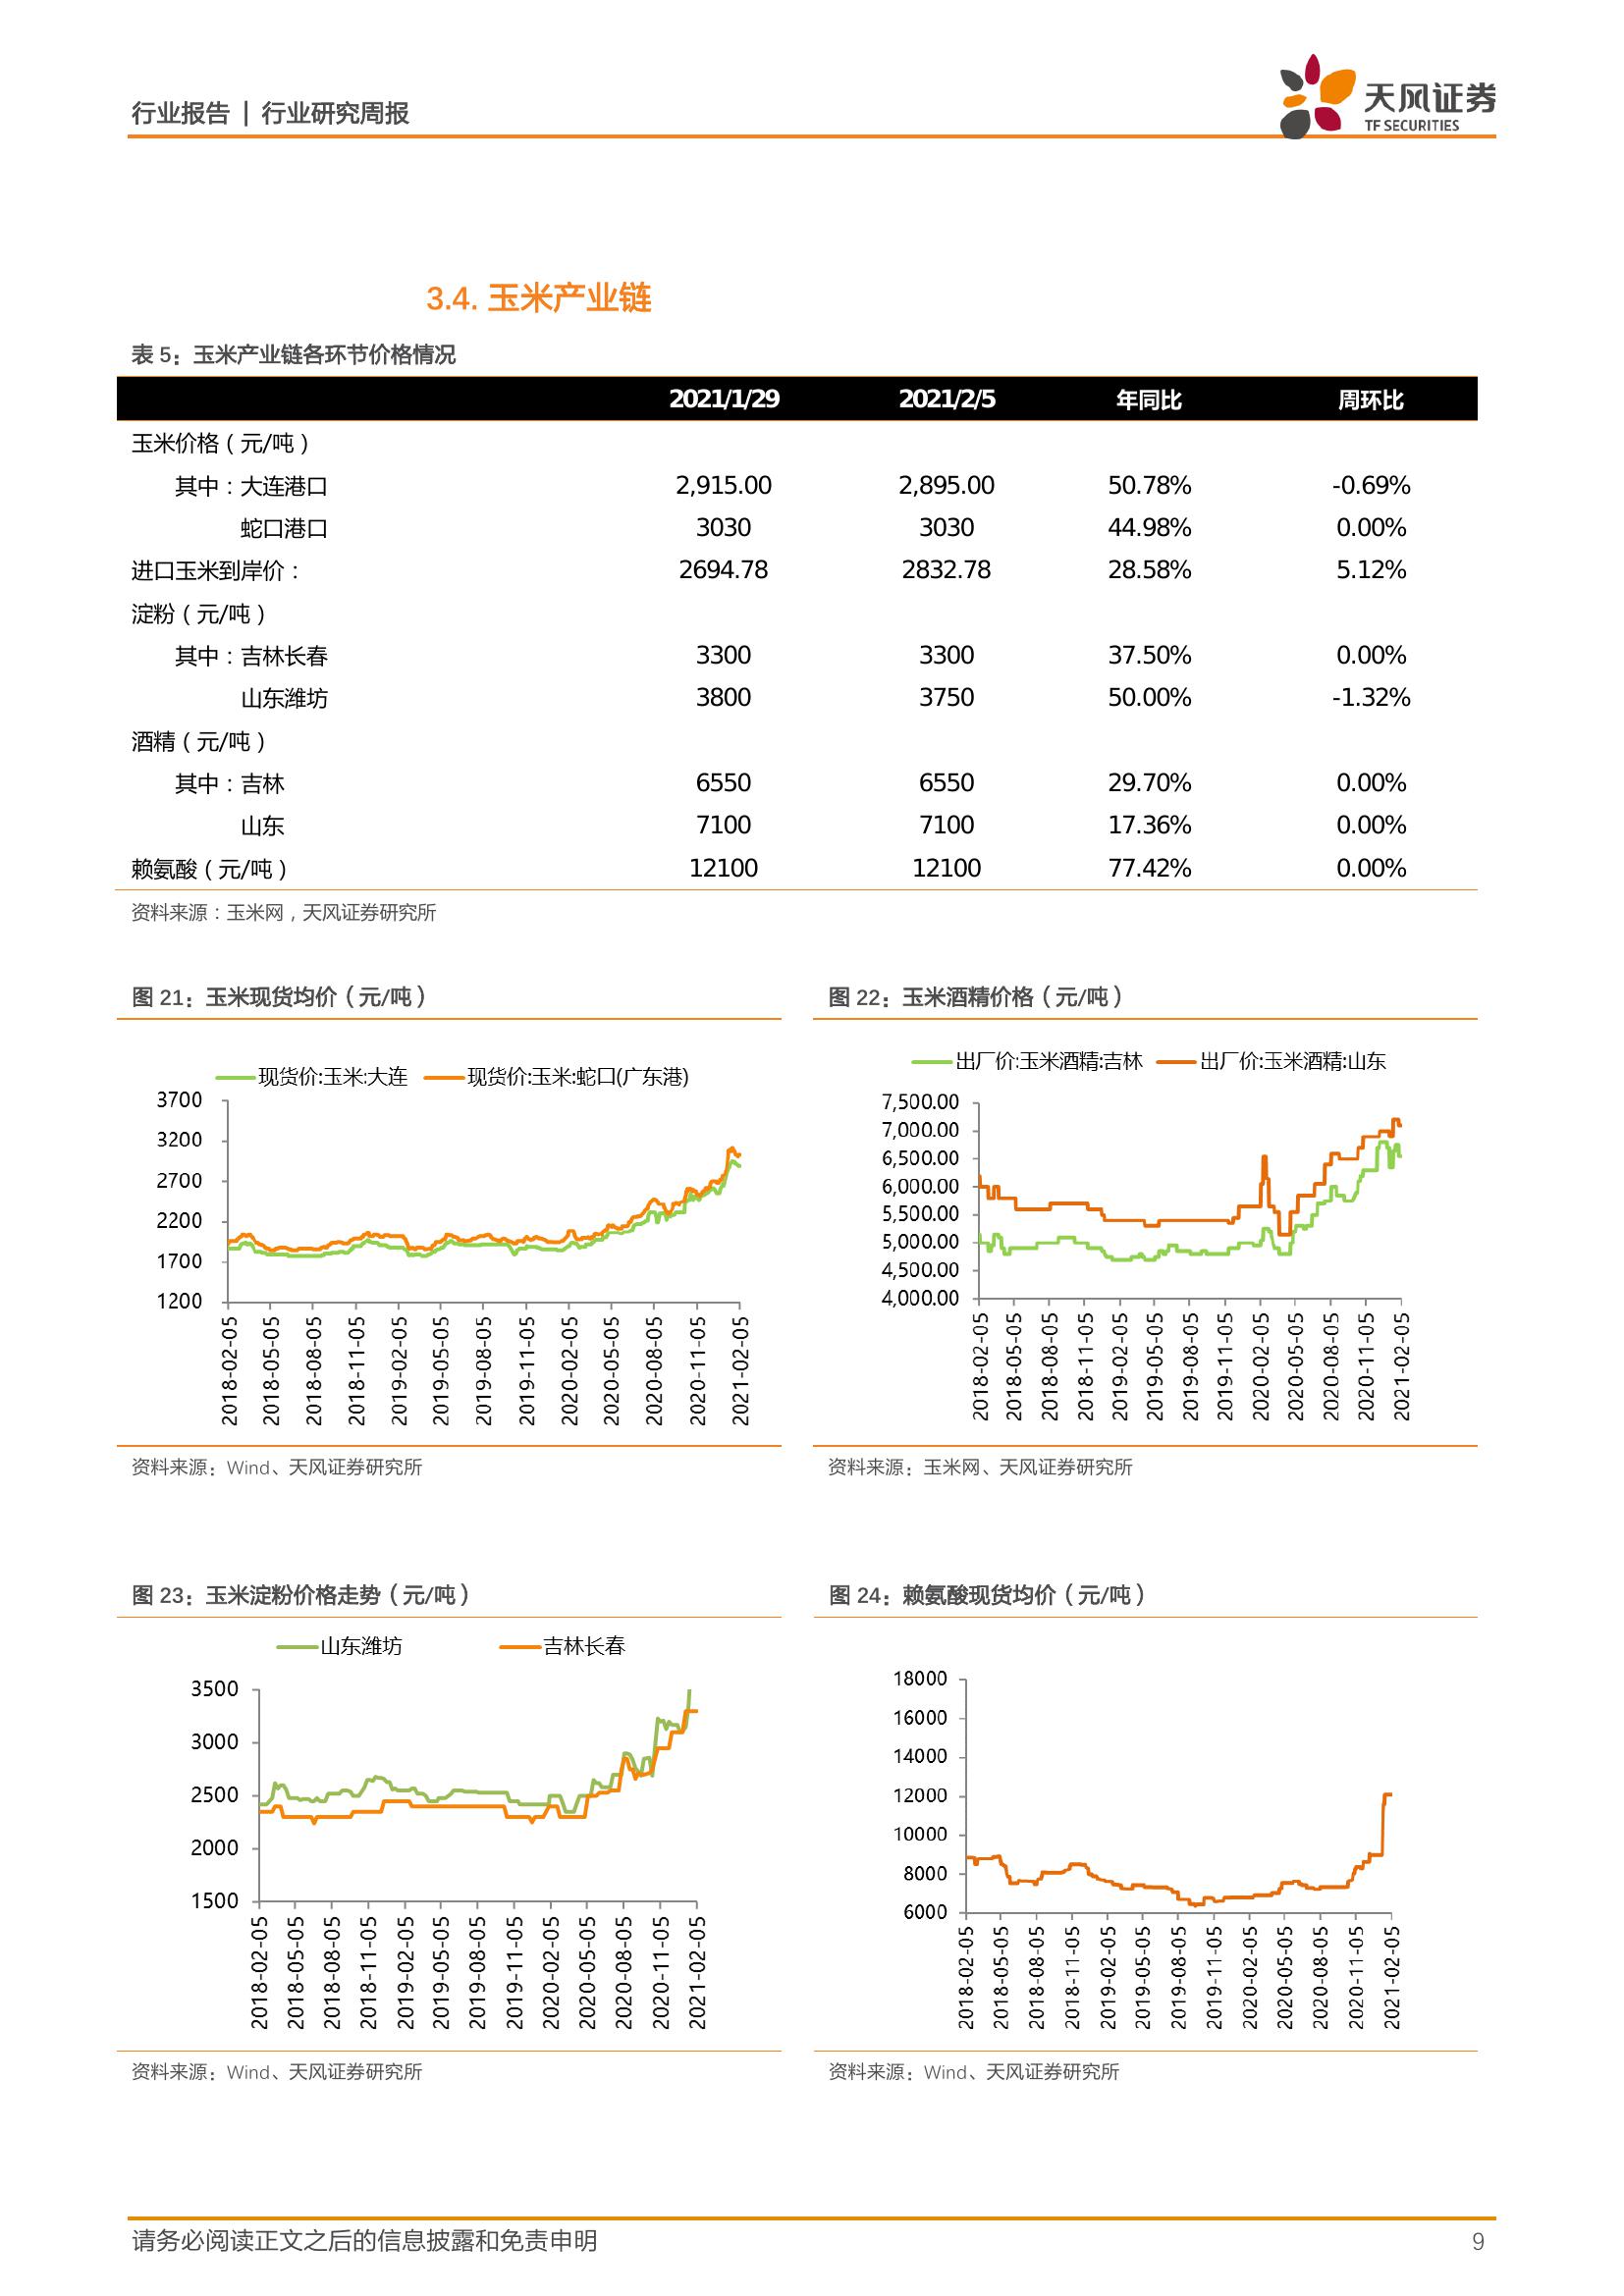 行业报告 | 行业研究周报
天风证券
TF SECURITIES
3.4. 玉米产业链
表 5：玉米产业链各环节价格情况
2021/1/29 2021/2/5 年同比 周环比
玉米价格（元/吨）
其中：大连港口 2,915.00 2,895.00 50.78% -0.69%
蛇口港口 3030 3030 44.98% 0.00%
进口玉米到岸价： 2694.78 2832.78 28.58% 5.12%
淀粉（元/吨）
其中：吉林长春 3300 3300 37.50% 0.00%
山东潍坊 3800 3750 50.00% -1.32%
酒精（元/吨）
其中：吉林 6550 6550 29.70% 0.00%
山东 7100 7100 17.36% 0.00%
赖氨酸（元/吨） 12100 12100 77.42% 0.00%
资料来源：玉米网，天风证券研究所
图 21：玉米现货均价（元/吨）
现货价:玉米:大连 现货价:玉米:蛇口(广东港)
3700
3200
2700
2200
1700
1200
2018-02-05 2018-05-05 2018-08-05 2018-11-05 2019-02-05 2019-05-05 2019-08-05 2019-11-05 2020-02-05 2020-05-05 2020-08-05 2020-11-05 2021-02-05
资料来源：Wind、天风证券研究所
图 22：玉米酒精价格（元/吨）
出厂价:玉米酒精:吉林 出厂价:玉米酒精:山东
7,500.00
7,000.00
6,500.00
6,000.00
5,500.00
5,000.00
4,500.00
4,000.00
2018-02-05 2018-05-05 2018-08-05 2018-11-05 2019-02-05 2019-05-05 2019-08-05 2019-11-05 2020-02-05 2020-05-05 2020-08-05 2020-11-05 2021-02-05
资料来源：玉米网、天风证券研究所
图 23：玉米淀粉价格走势（元/吨）
山东潍坊 吉林长春
3500
3000
2500
2000
1500
2018-02-05 2018-05-05 2018-08-05 2018-11-05 2019-02-05 2019-05-05 2019-08-05 2019-11-05 2020-02-05 2020-05-05 2020-08-05 2020-11-05 2021-02-05
资料来源：Wind、天风证券研究所
图 24：赖氨酸现货均价（元/吨）
18000
16000
14000
12000
10000
8000
6000
2018-02-05 2018-05-05 2018-08-05 2018-11-05 2019-02-05 2019-05-05 2019-08-05 2019-11-05 2020-02-05 2020-05-05 2020-08-05 2020-11-05 2021-02-05
资料来源：Wind、天风证券研究所
请务必阅读正文之后的信息披露和免责申明 9